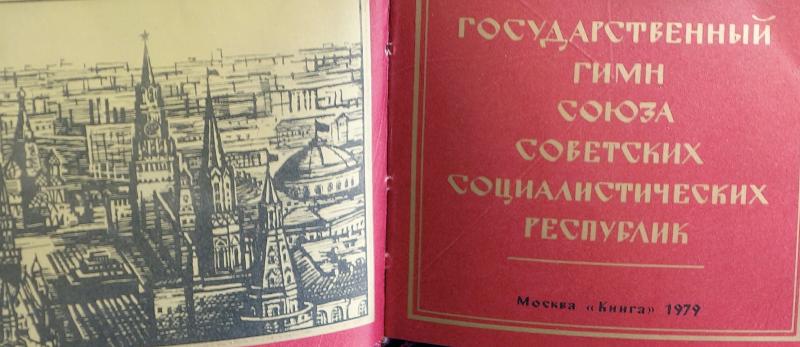 ГОСУДАРСТВЕННЫЙ
ГИМН
СОЮЗА
СОВЕТСКИХ
СОЦИАЛИСТИЧЕСКИХ
РЕСПУБЛИК
Москва «Книга» 1979